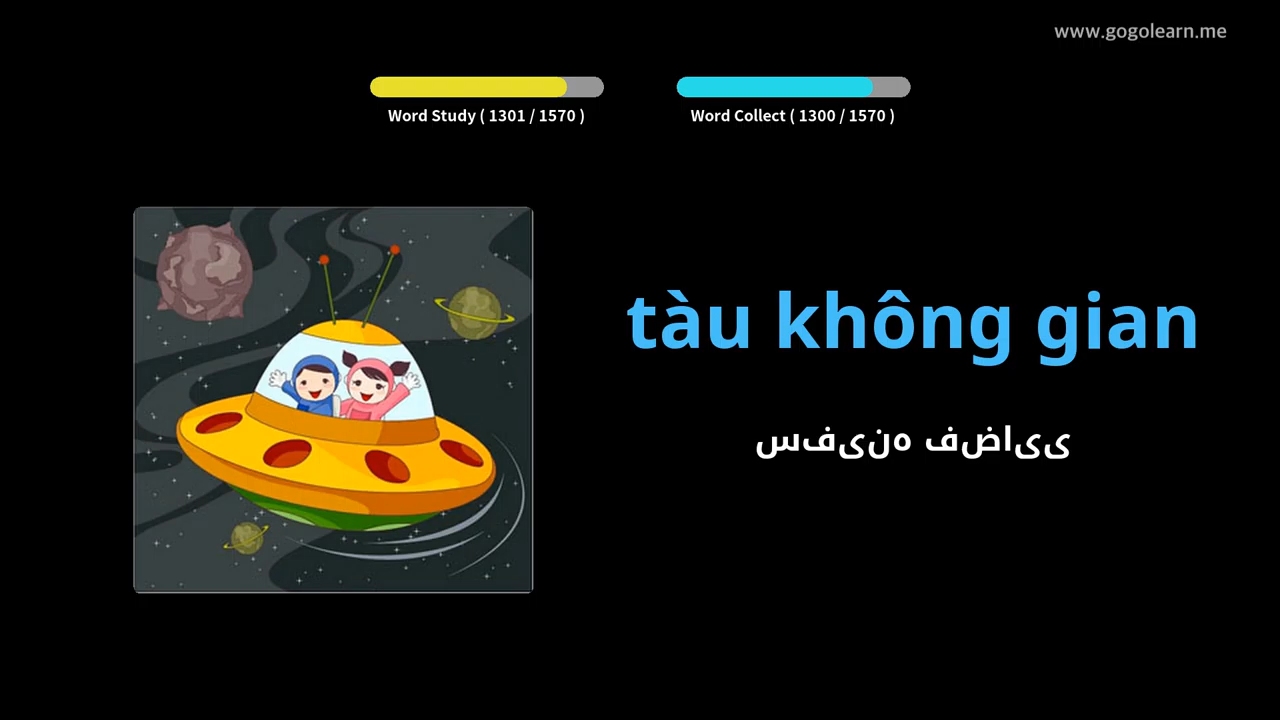 www.gogolearn.me
Word Study ( 1301 / 1570 )
Word Collect ( 1300 / 1570 )
tàu không gian
سفینه فضایی